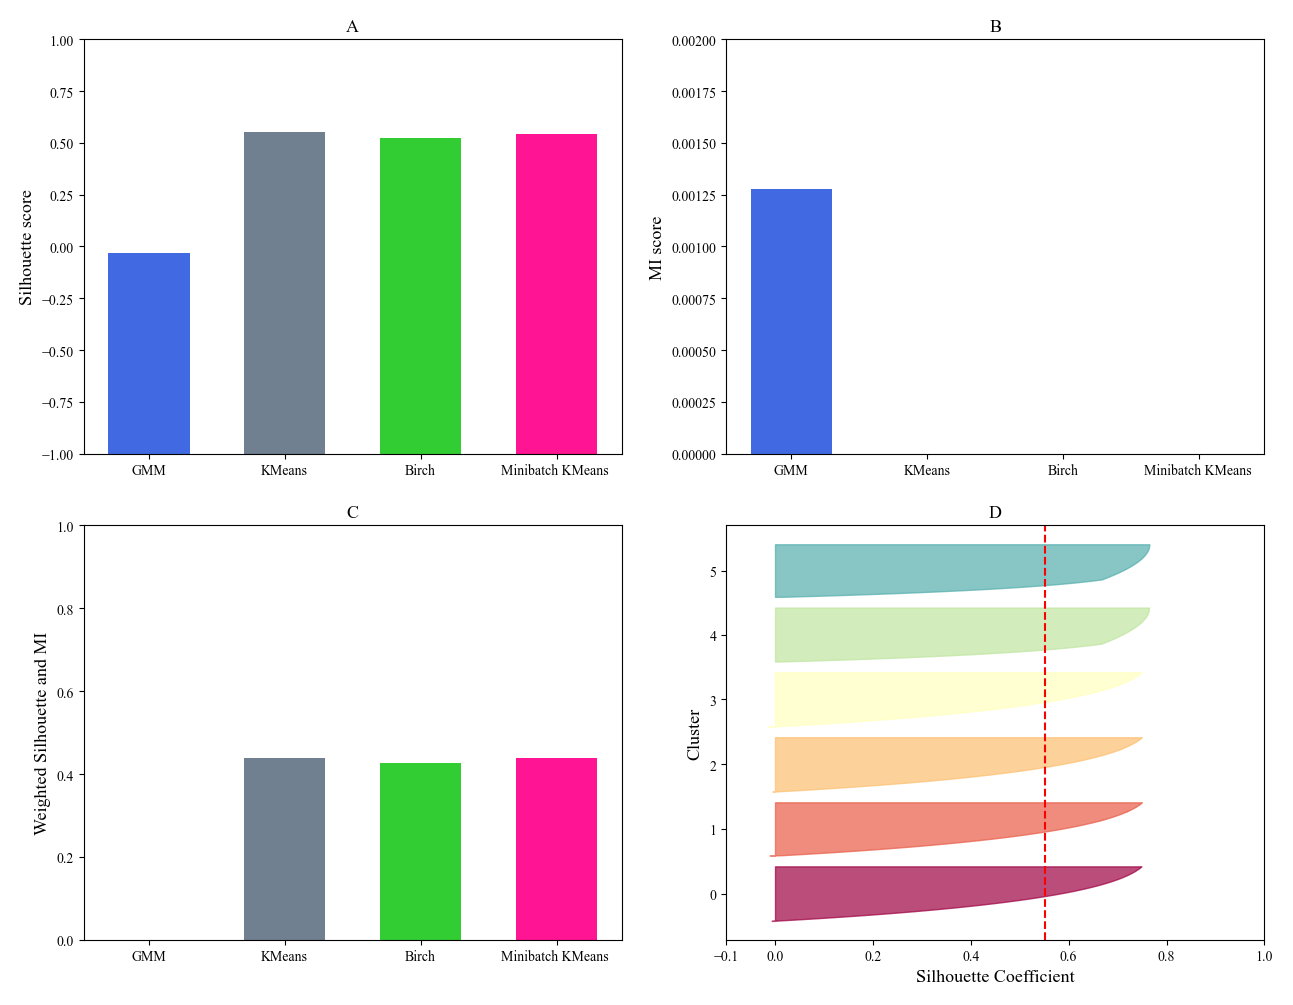 A
1.00
0.75
0.50
0.25
0.00
−0.25
−0.50
−0.75
−1.00
Silhouette score
GMM KMeans Birch Minibatch KMeans
B
0.00200
0.00175
0.00150
0.00125
0.00100
0.00075
0.00050
0.00025
0.00000
MI score
GMM KMeans Birch Minibatch KMeans
C
1.0
0.8
0.6
0.4
0.2
0.0
Weighted Silhouette and MI
GMM KMeans Birch Minibatch KMeans
D
5
4
3
2
1
0
Cluster
−0.1 0.0 0.2 0.4 0.6 0.8 1.0
Silhouette Coefficient